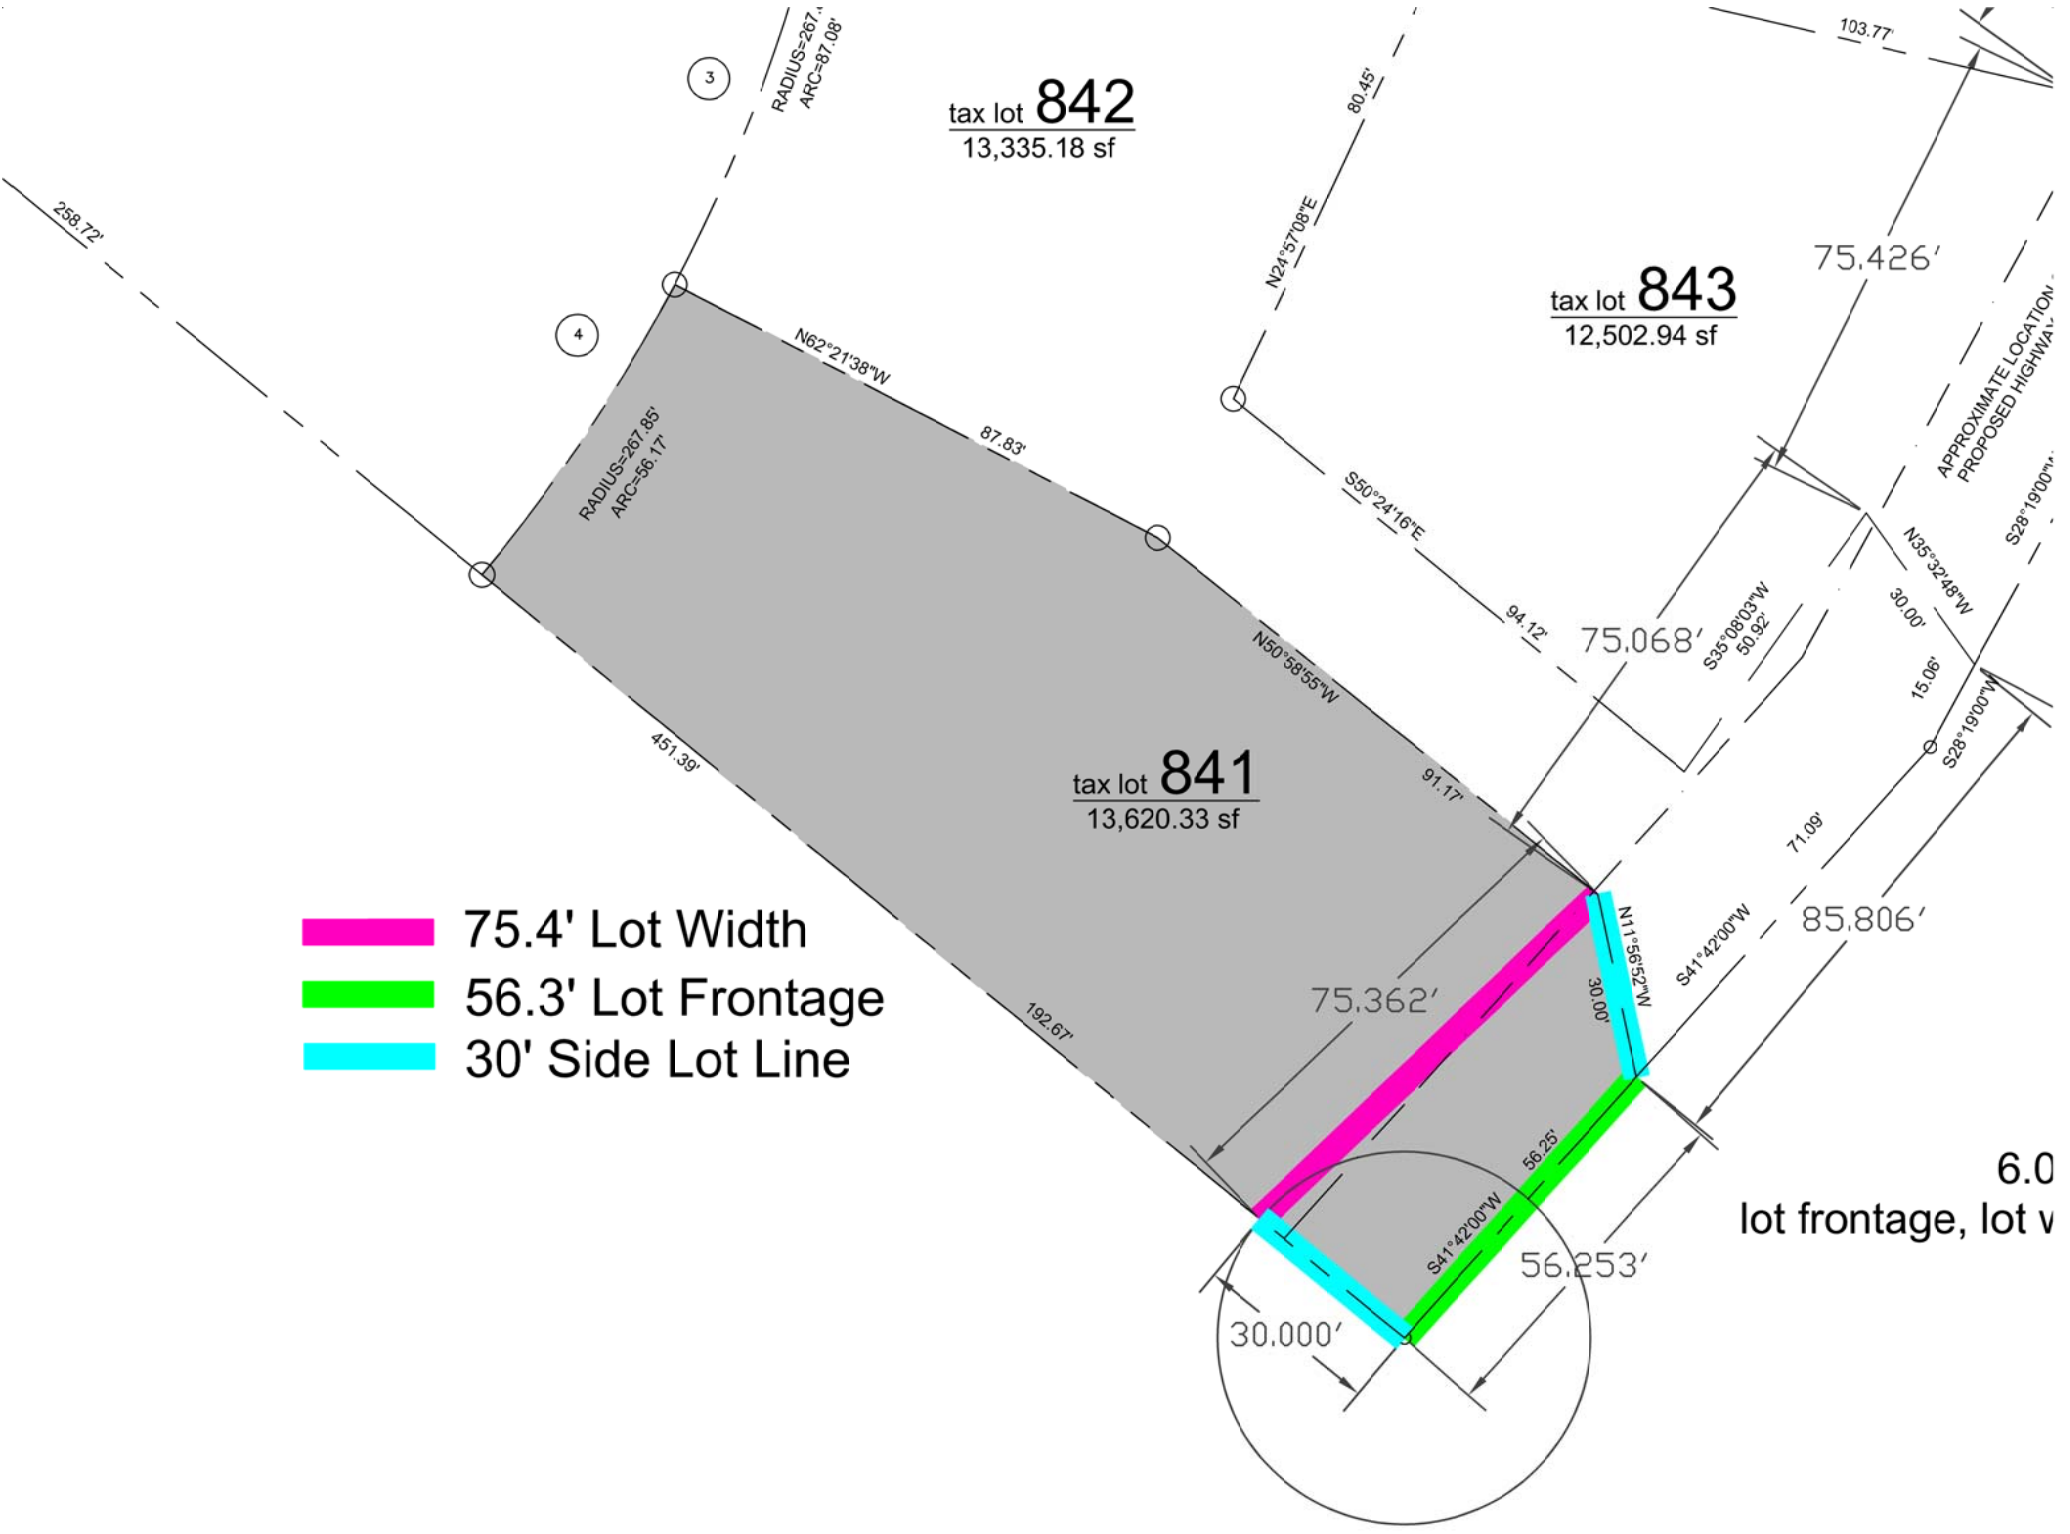 103.77'
3
RADIUS=267.
ARC=87.08'
tax lot 842
13,335.18 sf
80.45'
N24°57'08"E
258.72'
75.426'
tax lot 843
12,502.94 sf
4
N62°21'38"W
87.83'
APPROXIMATE LOCATION
PROPOSED HIGHWAY
RADIUS=267.85'
ARC=56.17'
S50°24'16"E
94.12'
S28°19'00"W
N35°32'48"W
30.00'
S35°08'03"W
50.92'
75.068'
15.06'
S28°19'00"W
N50°58'55"W
91.17'
451.39'
tax lot 841
13,620.33 sf
71.09'
S41°42'00"W
85.806'
75.4' Lot Width
56.3' Lot Frontage
30' Side Lot Line
N11°56'52"W
30.00'
75.362'
192.67'
56.25'
S41°42'00"W
56.253'
30.000'
6.0
lot frontage, lot